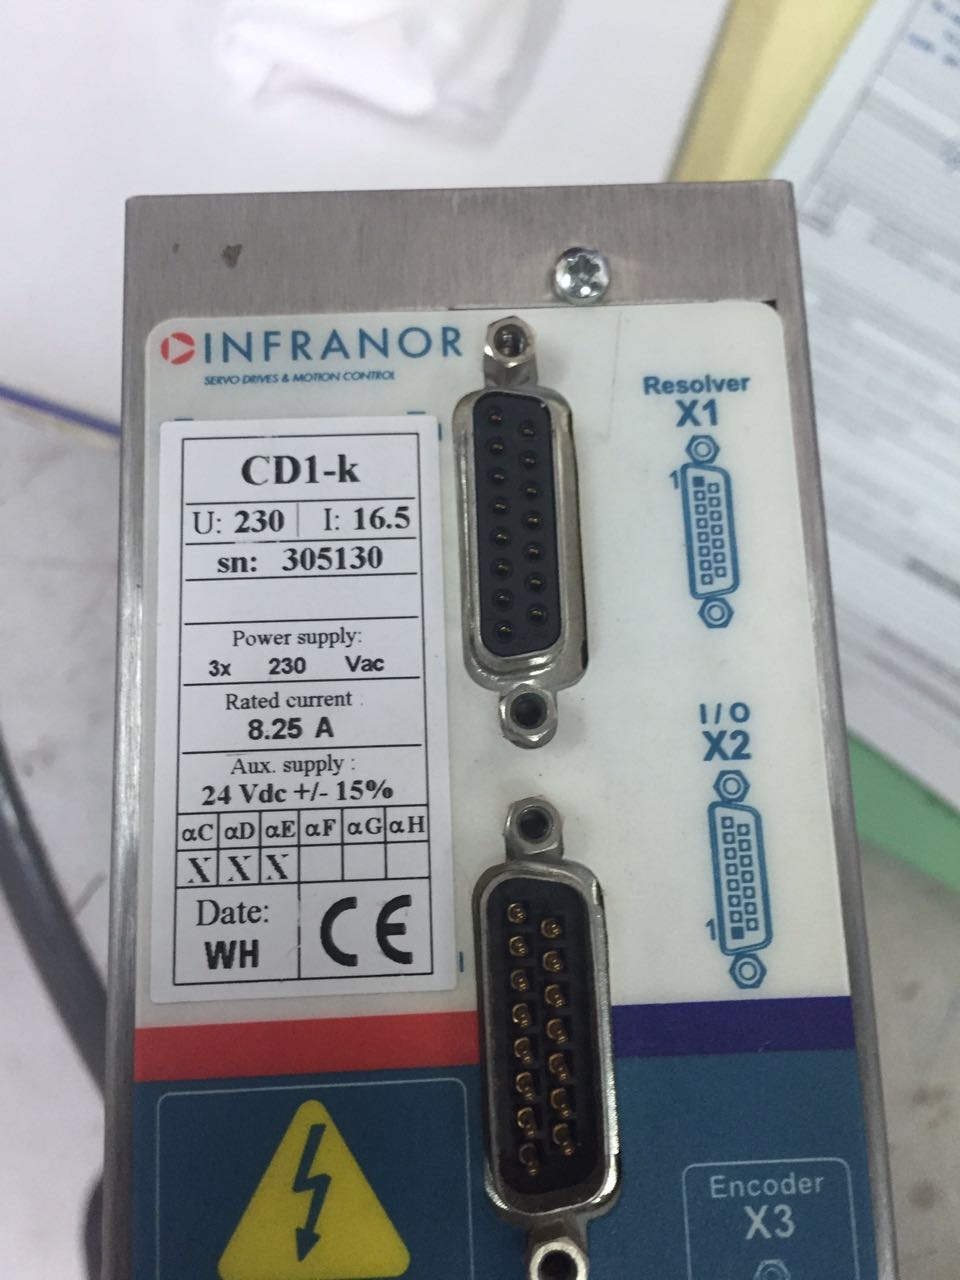 INFRANOR
SERVO DRIVES & MOTION CONTROL
CD1-k
U: 230 I: 16.5
sn: 305130
Power supply:
3x 230 Vac
Rated current :
8.25 A
Aux. supply :
24 Vdc +/- 15%
αC αD αE αF αG αH
X X X
Date:
WH
CE
Resolver
X1
1
I/O
X2
1
Encoder
X3